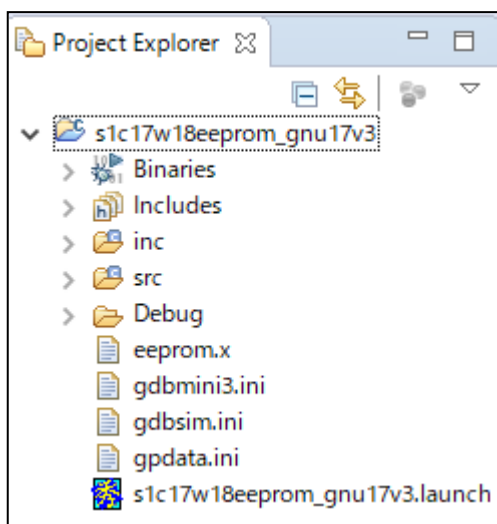 Project Explorer
s1c17w18eeprom_gnu17v3
Binaries
Includes
inc
src
Debug
eeprom.x
gdbmini3.ini
gdbsim.ini
gpdata.ini
s1c17w18eeprom_gnu17v3.launch